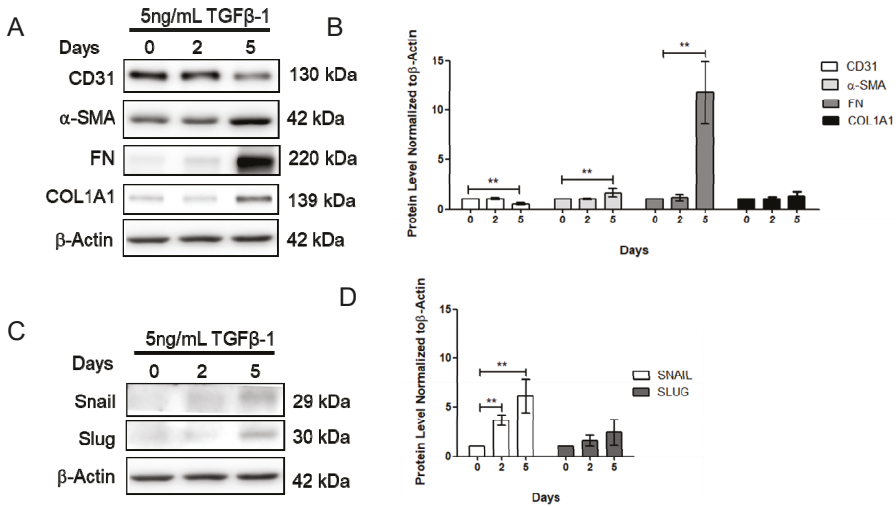 A
5ng/mL TGFβ-1
Days 0 2 5
CD31 130 kDa
α-SMA 42 kDa
FN 220 kDa
COL1A1 139 kDa
β-Actin 42 kDa
B
Protein Level Normalized toβ-Actin
15
10
5
0
** ** **
0 2 5 0 2 5 0 2 5 0 2 5
Days
CD31
α-SMA
FN
COL1A1
C
5ng/mL TGFβ-1
Days 0 2 5
Snail 29 kDa
Slug 30 kDa
β-Actin 42 kDa
D
Protein Level Normalized toβ-Actin
15
10
5
0
**
**
0 2 5 0 2 5
Days
SNAIL
SLUG